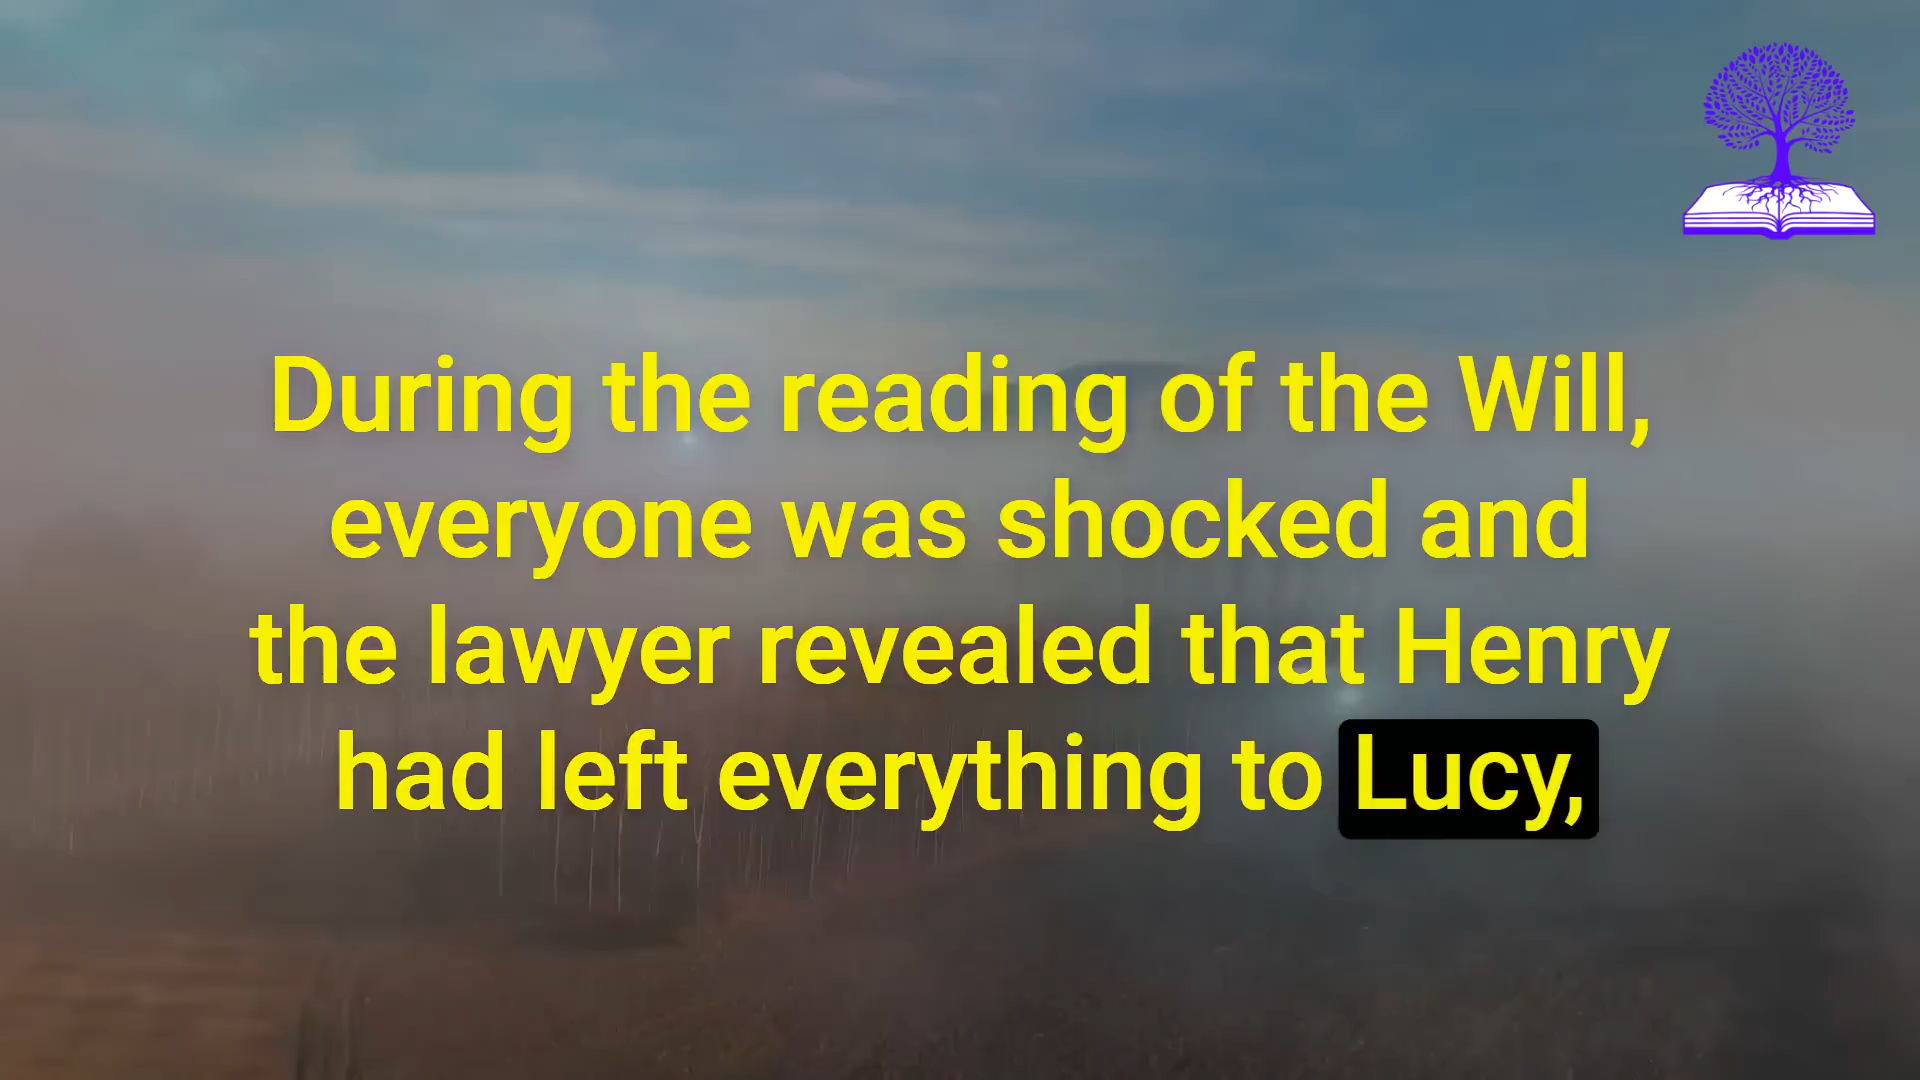 During the reading of the Will,
everyone was shocked and
the lawyer revealed that Henry
had left everything to Lucy,